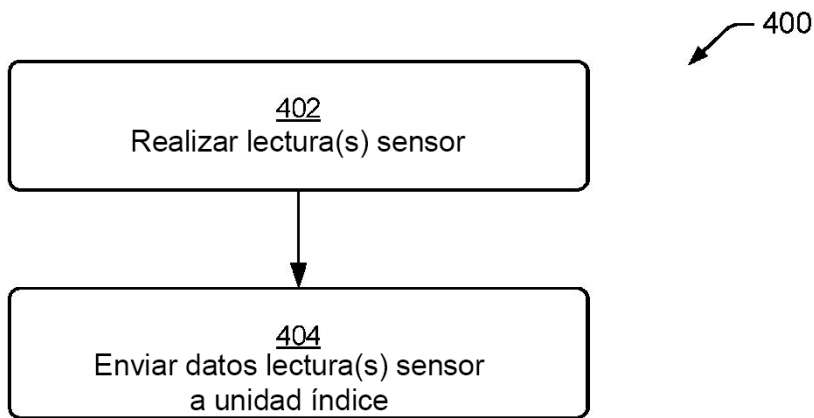 400
402
Realizar lectura(s) sensor
404
Enviar datos lectura(s) sensor
a unidad índice